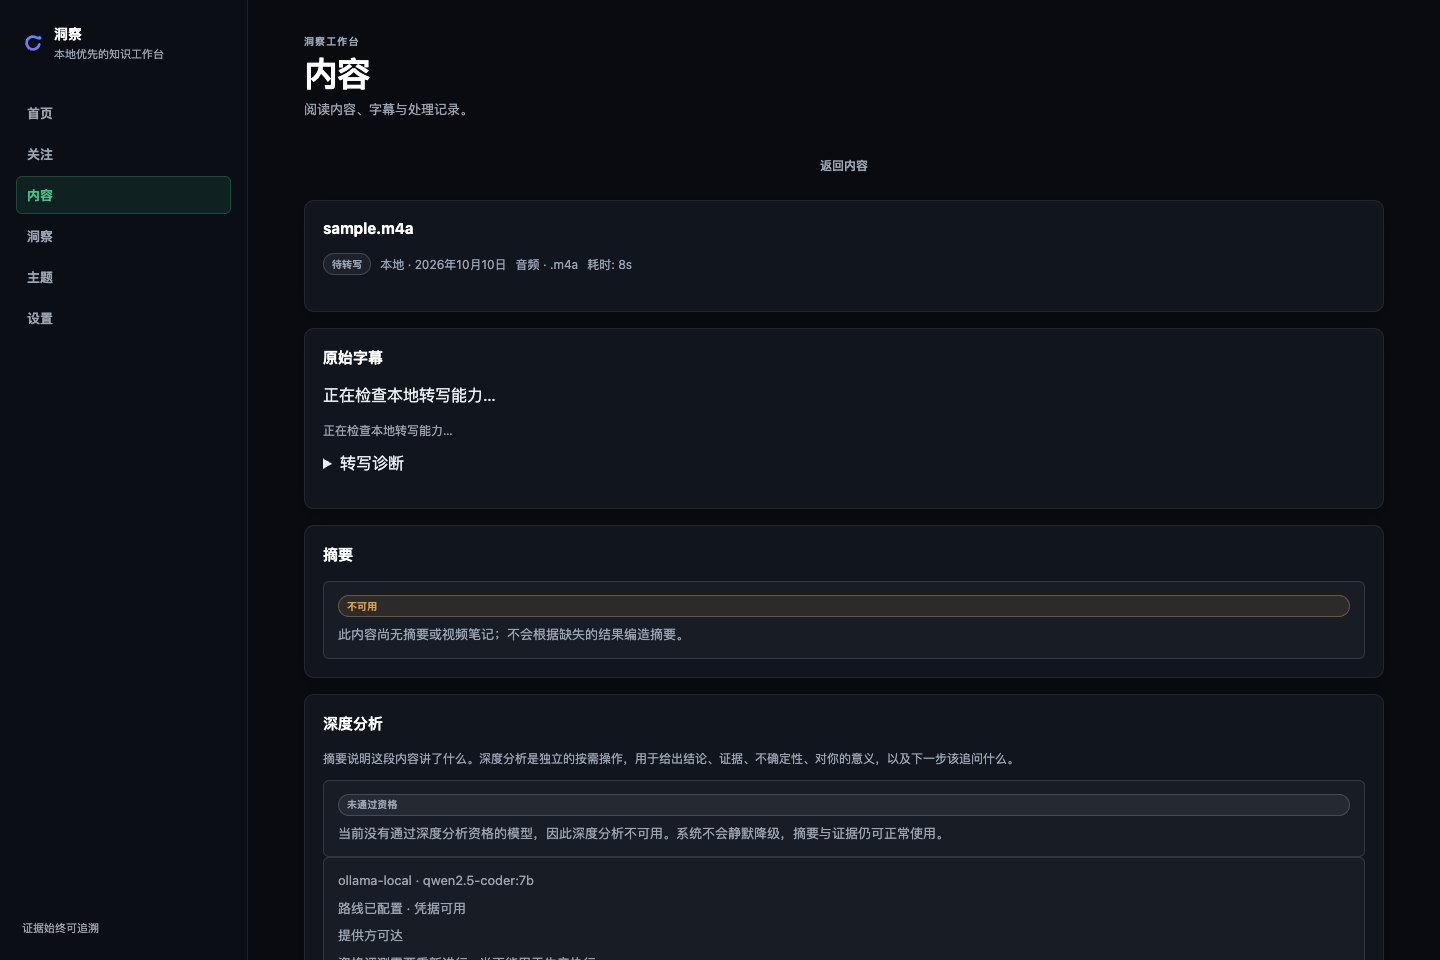 洞察
本地优先的知识工作台
首页
关注
内容
洞察
主题
设置
证据始终可追溯
洞察工作台
内容
阅读内容、字幕与处理记录。
返回内容
sample.m4a
待转写 本地 · 2026年10月10日 音频 · .m4a 耗时: 8s
原始字幕
正在检查本地转写能力...
正在检查本地转写能力...
转写诊断
摘要
不可用
此内容尚无摘要或视频笔记；不会根据缺失的结果编造摘要。
深度分析
摘要说明这段内容讲了什么。深度分析是独立的按需操作，用于给出结论、证据、不确定性、对你的意义，以及下一步该追问什么。
未通过资格
当前没有通过深度分析资格的模型，因此深度分析不可用。系统不会静默降级，摘要与证据仍可正常使用。
ollama-local · qwen2.5-coder:7b
路线已配置 · 凭据可用
提供方可达